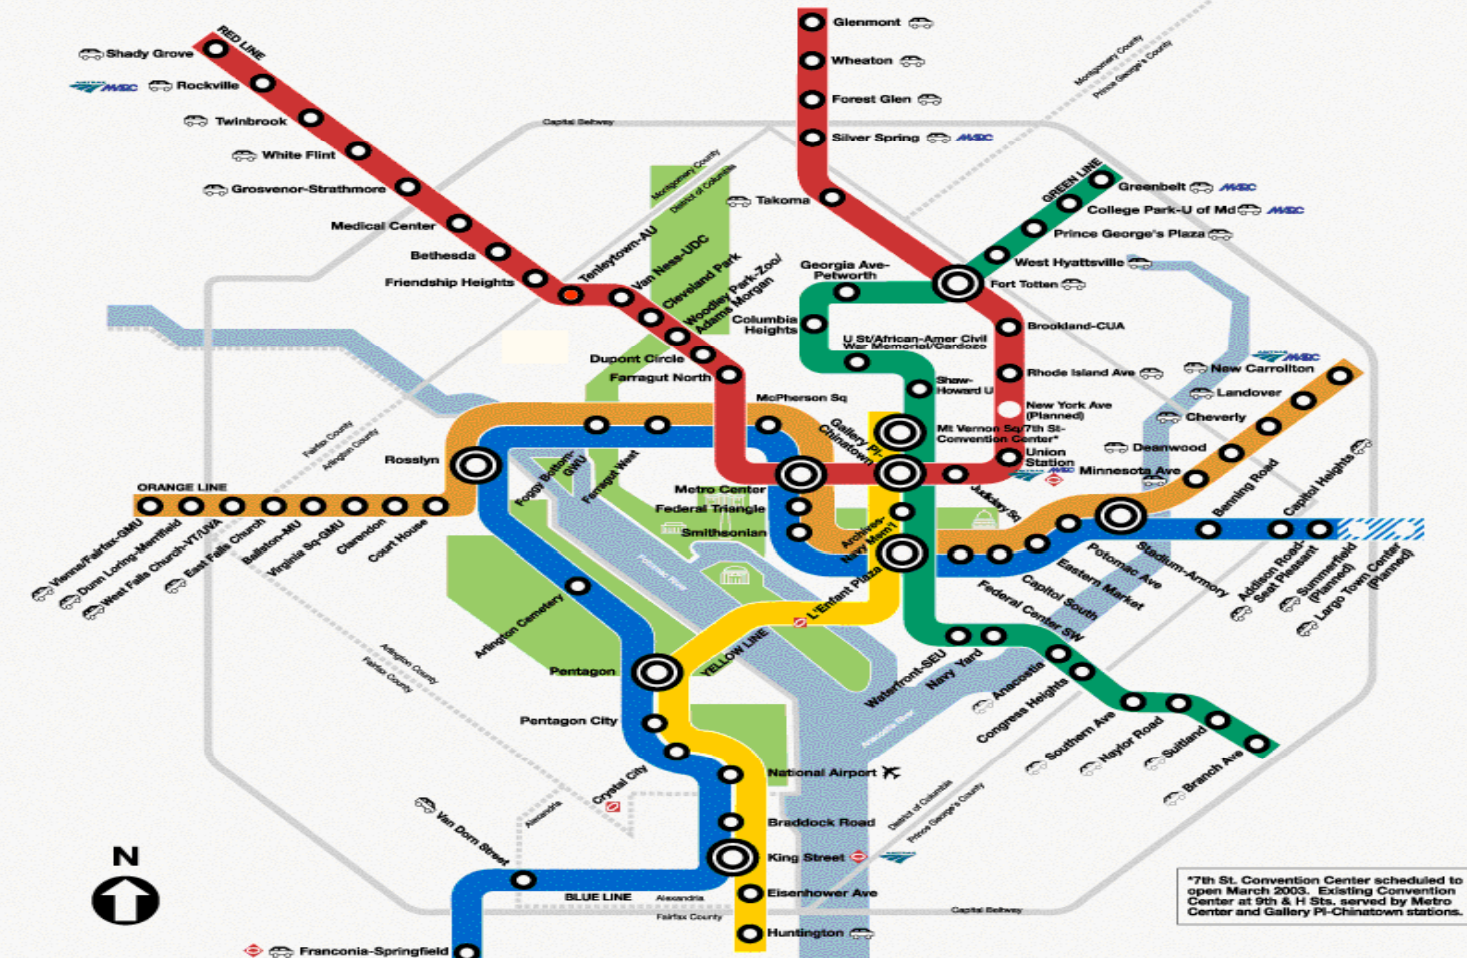 RED LINE
Shady Grove
Rockville
Twinbrook
White Flint
Grosvenor-Strathmore
Medical Center
Bethesda
Friendship Heights
Tenleytown-AU
Van Ness-UDC
Cleveland Park
Woodley Park-Zoo/
Adams Morgan
Dupont Circle
Farragut North
Capital Beltway
Montgomery County
District of Columbia
Glenmont
Wheaton
Forest Glen
Silver Spring
MARC
Takoma
Montgomery County
Prince George's County
GREEN LINE
Greenbelt
MARC
College Park-U of Md
MARC
Prince George's Plaza
West Hyattsville
Fort Totten
Georgia Ave-
Petworth
Columbia
Heights
U St/African-Amer Civil
War Memorial/Cardozo
Shaw-
Howard U
Brookland-CUA
Rhode Island Ave
New York Ave
(Planned)
Mt Vernon Sq/7th St-
Convention Center*
Union
Station
Judiciary Sq
Gallery Pl-
Chinatown
McPherson Sq
Metro Center
Federal Triangle
Smithsonian
Archives-
Navy Mem'l
L'Enfant Plaza
Foggy Bottom-
GWU
Farragut West
Rosslyn
Fairfax County
Arlington County
ORANGE LINE
Vienna/Fairfax-GMU
Dunn Loring-Merrifield
West Falls Church-VT/UVA
East Falls Church
Ballston-MU
Virginia Sq-GMU
Clarendon
Court House
New Carrollton
AMTRAK
MARC
Landover
Cheverly
Deanwood
Minnesota Ave
Benning Road
Capitol Heights
Addison Road-
Seat Pleasant
Summerfield
(Planned)
Largo Town Center
(Planned)
Stadium-Armory
Potomac Ave
Eastern Market
Capitol South
Federal Center SW
Potomac River
Arlington Cemetery
Pentagon
YELLOW LINE
Pentagon City
Crystal City
National Airport
Braddock Road
King Street
Eisenhower Ave
Huntington
Waterfront-SEU
Navy Yard
Anacostia
Congress Heights
Southern Ave
Naylor Road
Suitland
Branch Ave
Anacostia River
District of Columbia
Prince George's County
Arlington County
Fairfax County
Alexandria
Van Dorn Street
BLUE LINE
Alexandria
Fairfax County
Capital Beltway
Franconia-Springfield
N
*7th St. Convention Center scheduled to
open March 2003. Existing Convention
Center at 9th & H Sts. served by Metro
Center and Gallery Pl-Chinatown stations.